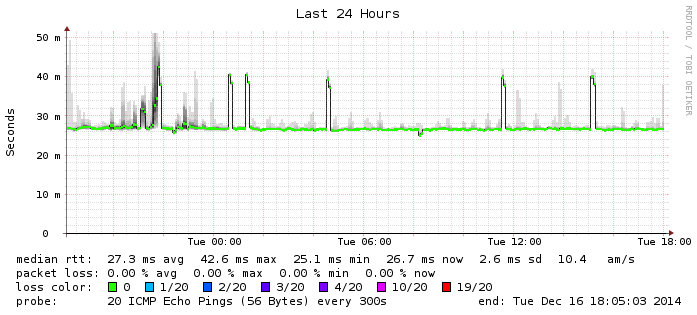 Last 24 Hours
RRDTOOL / TOBI OETIKER
Seconds
50 m
40 m
30 m
20 m
10 m
0
Tue 00:00 Tue 06:00 Tue 12:00 Tue 18:00
median rtt: 27.3 ms avg 42.6 ms max 25.1 ms min 26.7 ms now 2.6 ms sd 10.4 am/s
packet loss: 0.00 % avg 0.00 % max 0.00 % min 0.00 % now
loss color: 0 1/20 2/20 3/20 4/20 10/20 19/20
probe: 20 ICMP Echo Pings (56 Bytes) every 300s end: Tue Dec 16 18:05:03 2014